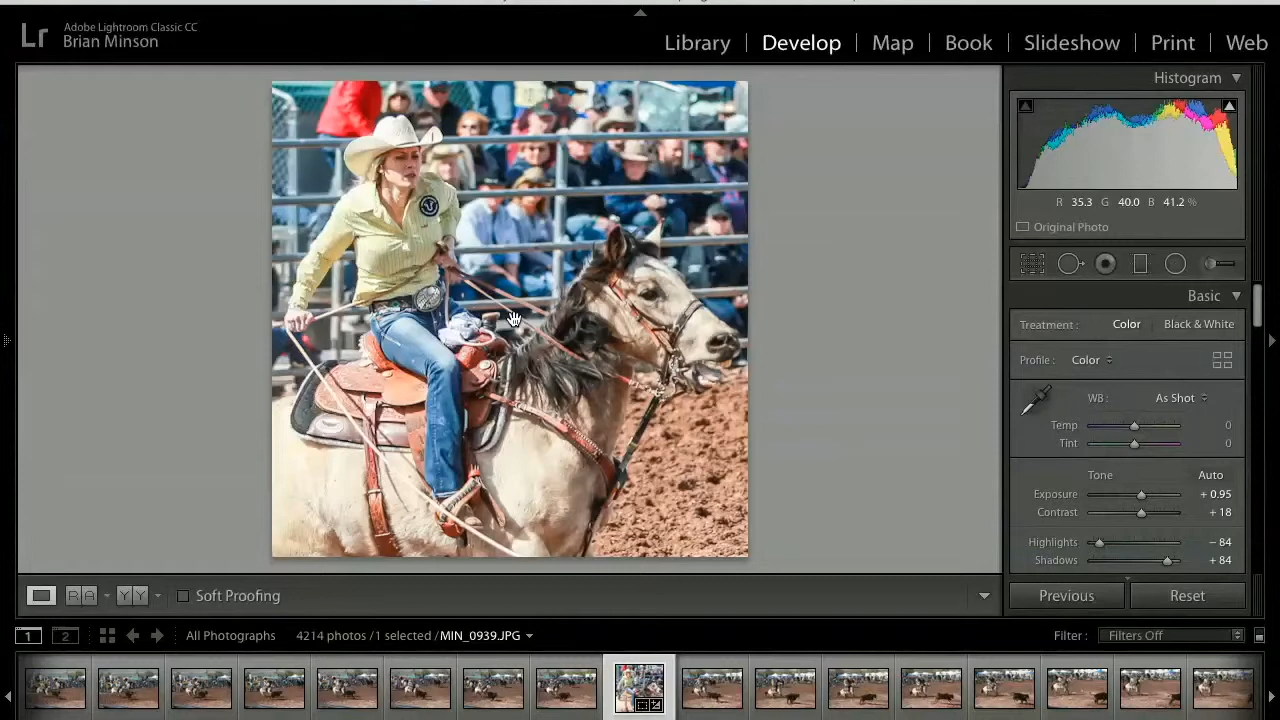 Lr Adobe Lightroom Classic CC
Brian Minson
Library Develop Map Book Slideshow Print Web
Histogram
R 35.3 G 40.0 B 41.2 %
Original Photo
Basic
Treatment : Color Black & White
Profile : Color
WB : As Shot
Temp 0
Tint 0
Tone Auto
Exposure + 0.95
Contrast + 18
Highlights − 84
Shadows + 84
R A Y Y Soft Proofing
Previous Reset
1 2 All Photographs 4214 photos / 1 selected / MIN_0939.JPG
Filter : Filters Off